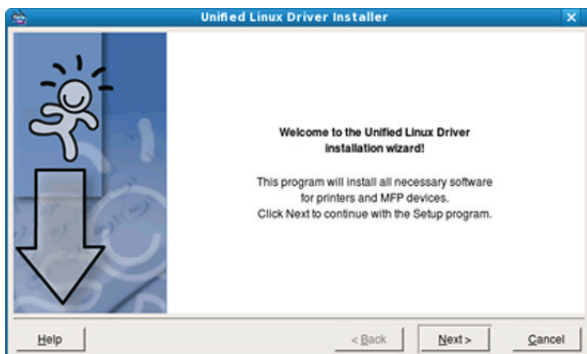 Unified Linux Driver Installer
Welcome to the Unified Linux Driver
installation wizard!
This program will install all necessary software
for printers and MFP devices.
Click Next to continue with the Setup program.
Help
< Back
Next >
Cancel